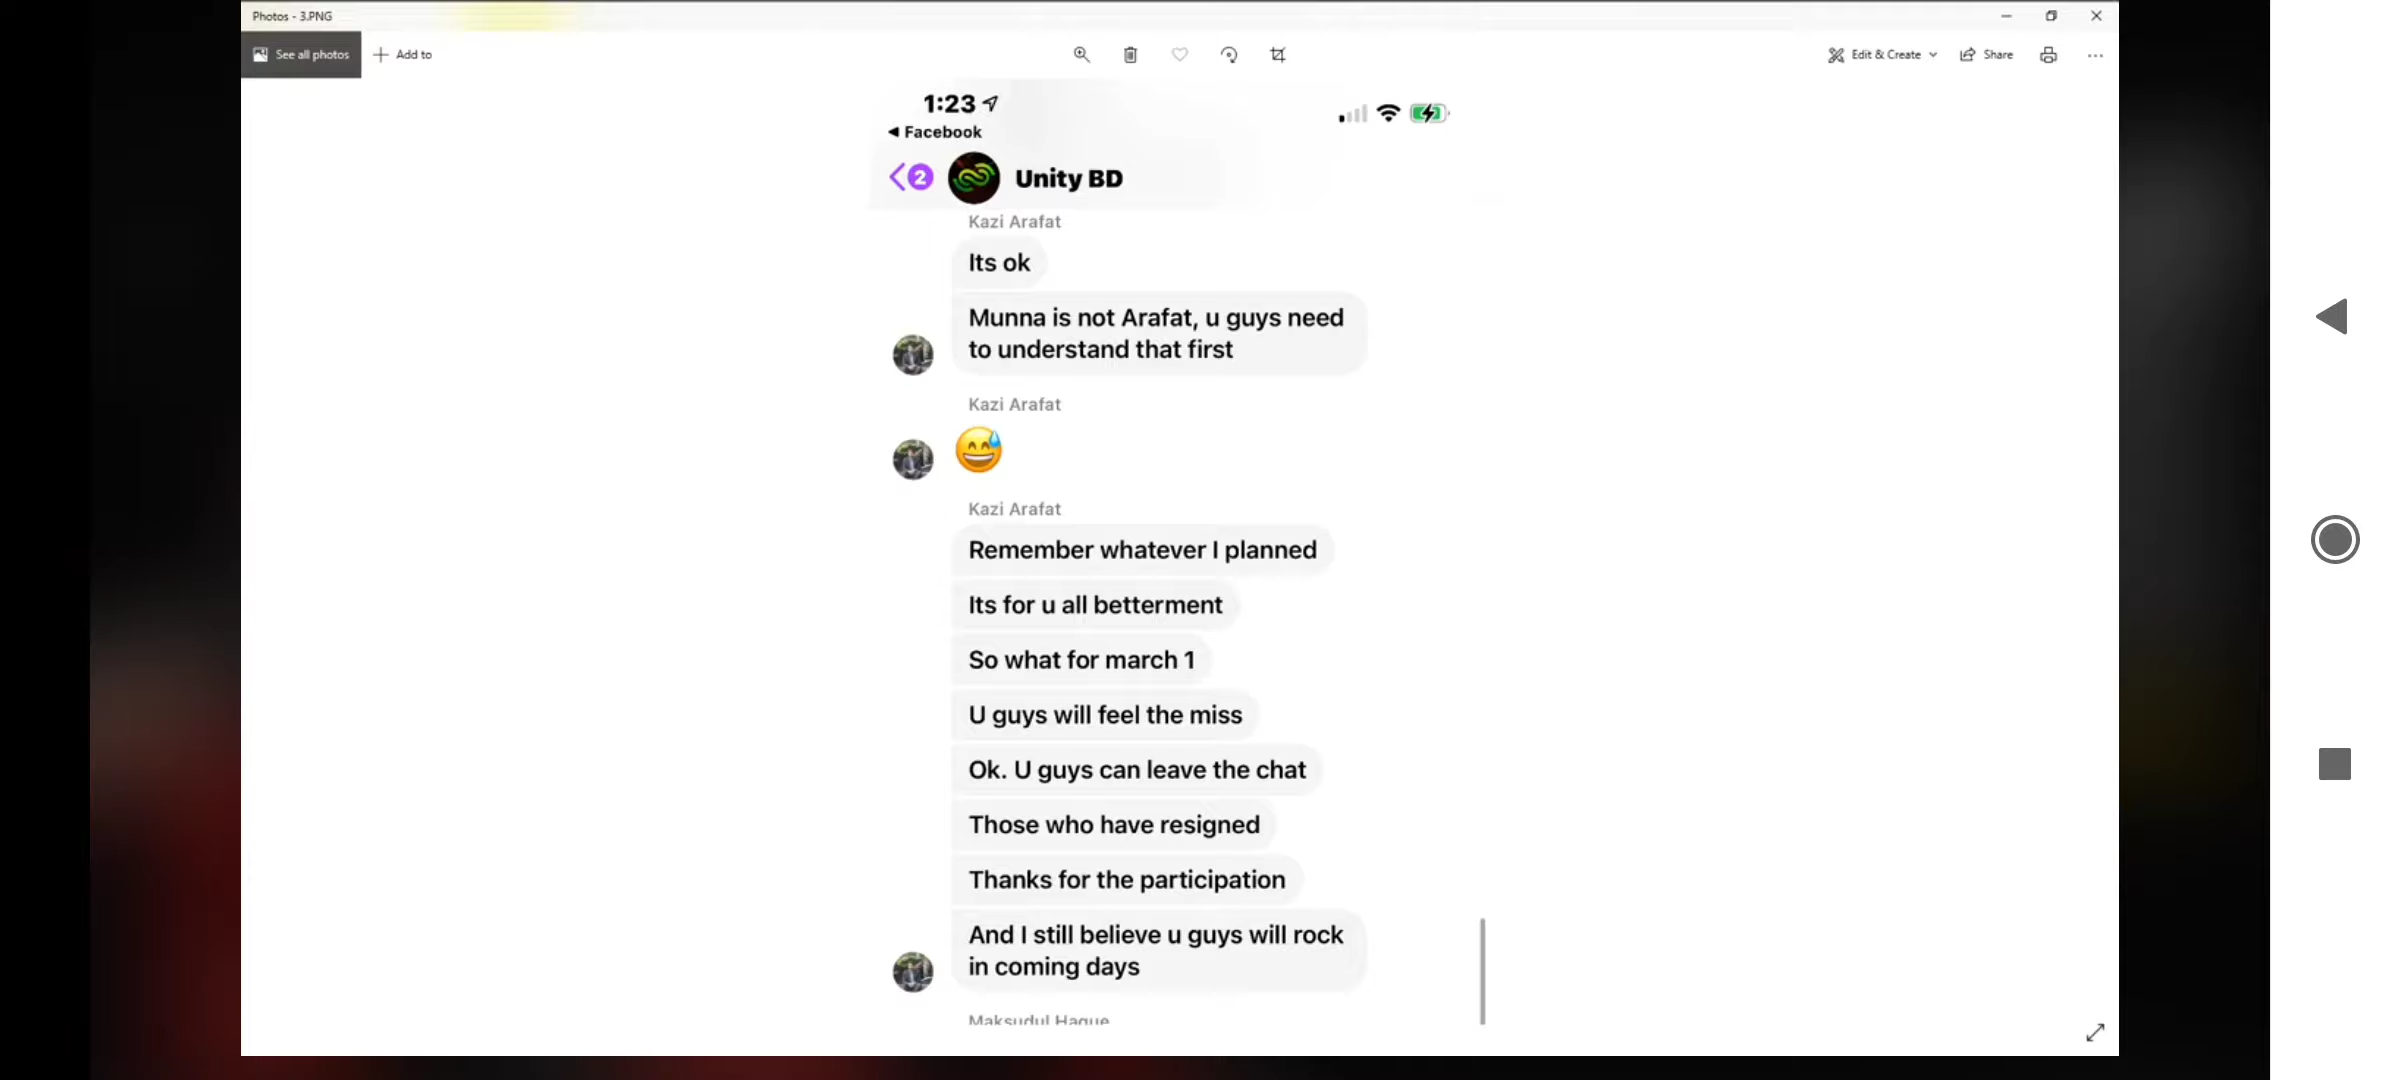 Photos - 3.PNG
See all photos
Add to
Edit & Create
Share
1:23
Facebook
2
Unity BD
Kazi Arafat
Its ok
Munna is not Arafat, u guys need
to understand that first
Kazi Arafat
Kazi Arafat
Remember whatever I planned
Its for u all betterment
So what for march 1
U guys will feel the miss
Ok. U guys can leave the chat
Those who have resigned
Thanks for the participation
And I still believe u guys will rock
in coming days
Maksudul Haque